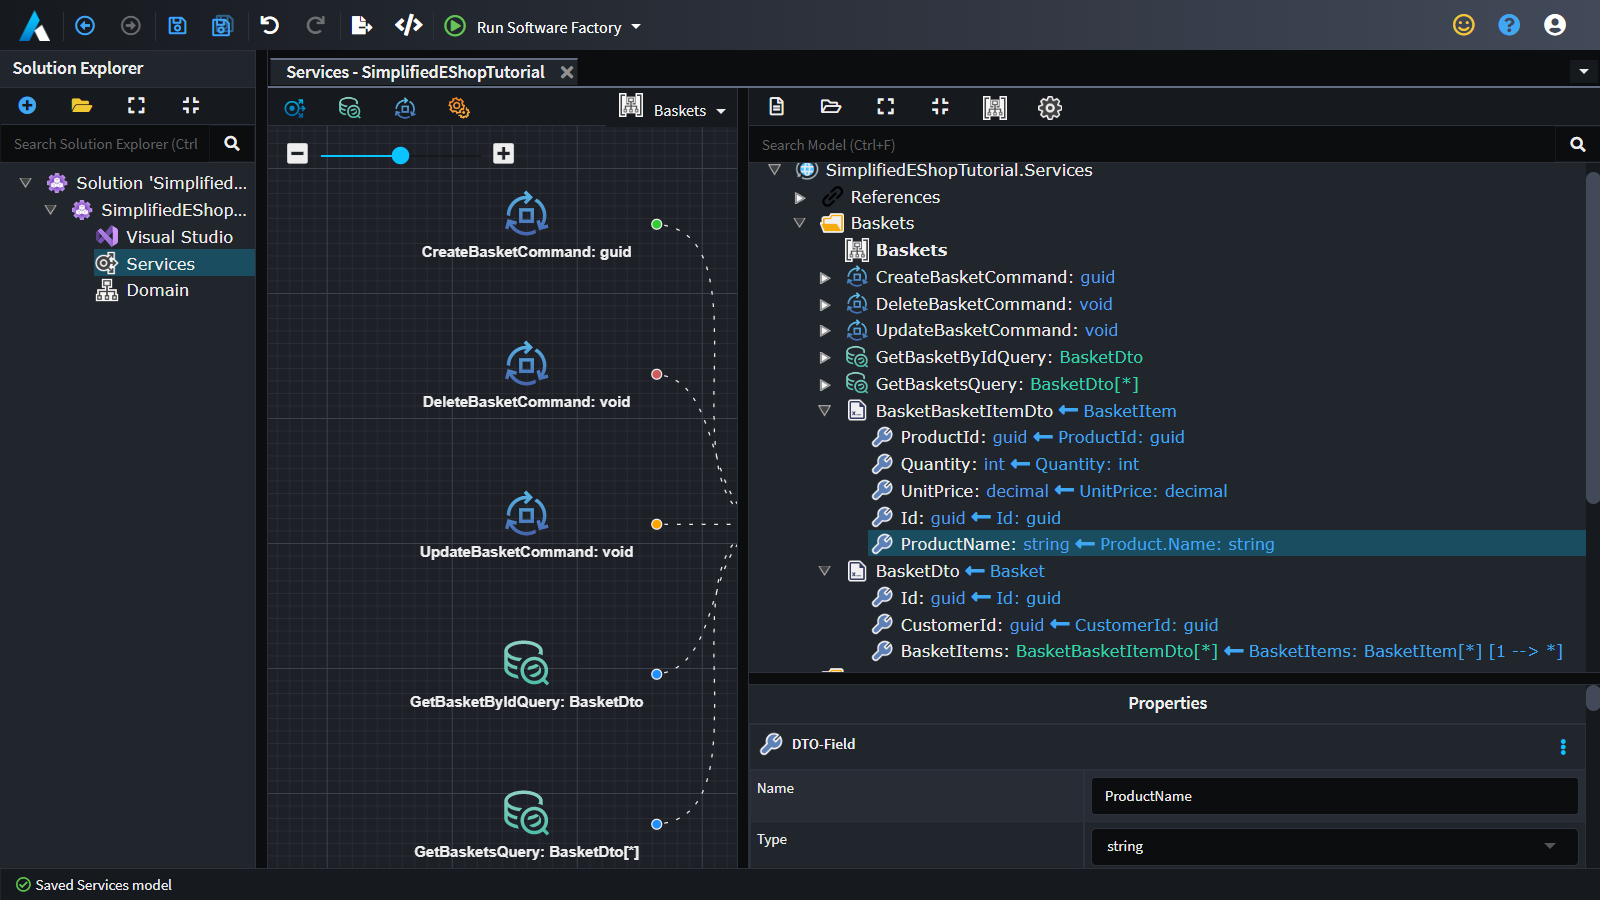 Run Software Factory
Solution Explorer
Search Solution Explorer (Ctrl
Solution 'Simplified...
SimplifiedEShop...
Visual Studio
Services
Domain
Services - SimplifiedEShopTutorial
Baskets
CreateBasketCommand: guid
DeleteBasketCommand: void
UpdateBasketCommand: void
GetBasketByIdQuery: BasketDto
GetBasketsQuery: BasketDto[*]
Search Model (Ctrl+F)
SimplifiedEShopTutorial.Services
References
Baskets
Baskets
CreateBasketCommand: guid
DeleteBasketCommand: void
UpdateBasketCommand: void
GetBasketByIdQuery: BasketDto
GetBasketsQuery: BasketDto[*]
BasketBasketItemDto ← BasketItem
ProductId: guid ← ProductId: guid
Quantity: int ← Quantity: int
UnitPrice: decimal ← UnitPrice: decimal
Id: guid ← Id: guid
ProductName: string ← Product.Name: string
BasketDto ← Basket
Id: guid ← Id: guid
CustomerId: guid ← CustomerId: guid
BasketItems: BasketBasketItemDto[*] ← BasketItems: BasketItem[*] [1 --> *]
Properties
DTO-Field
Name
ProductName
Type
string
Saved Services model